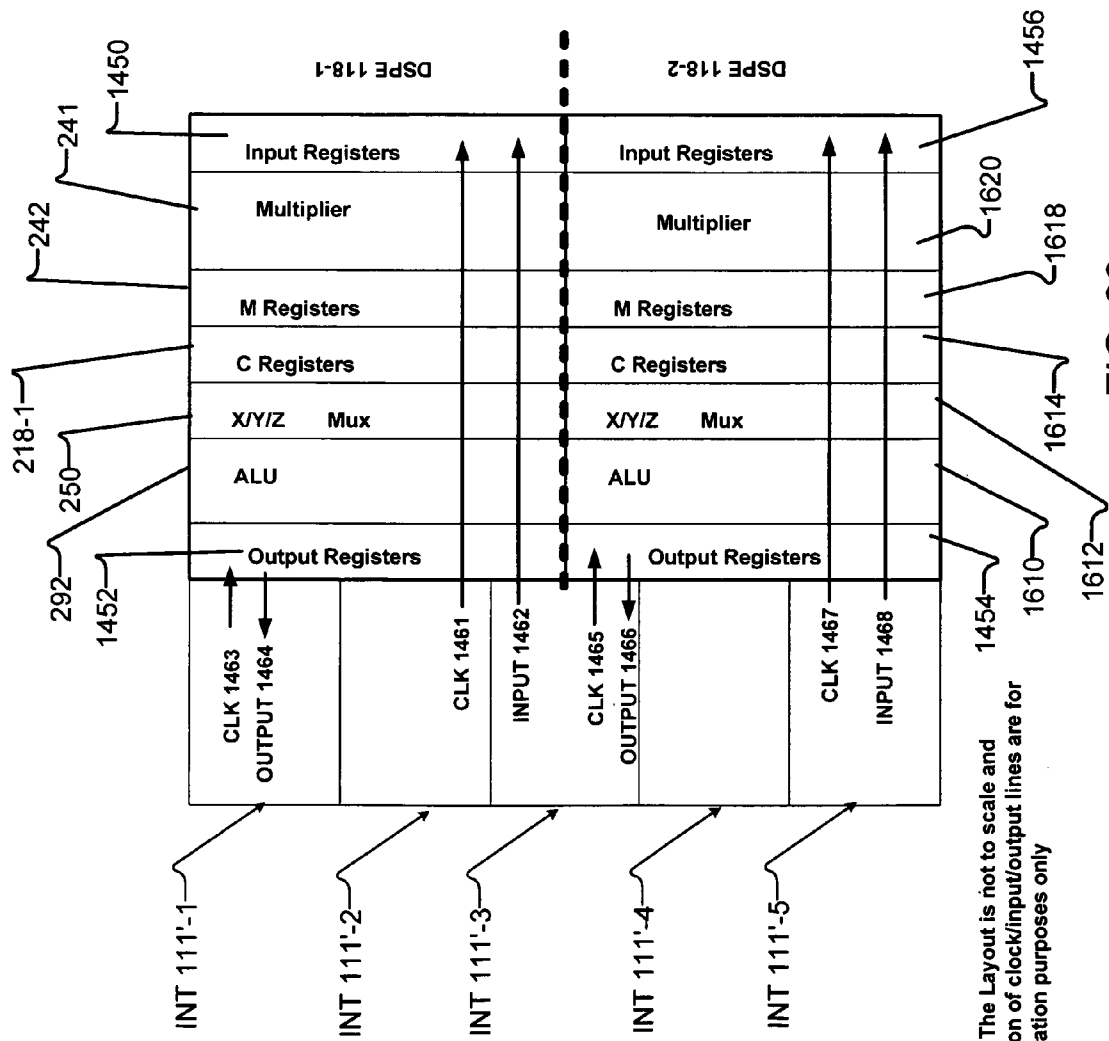 218-1
250
292
1452
242
241
1450
Input Registers
Multiplier
M Registers
C Registers
X/Y/Z Mux
ALU
Output Registers
DSPE 118-1
CLK 1463
OUTPUT 1464
CLK 1461
INPUT 1462
Input Registers
Multiplier
M Registers
C Registers
X/Y/Z Mux
ALU
Output Registers
DSPE 118-2
CLK 1465
OUTPUT 1466
CLK 1467
INPUT 1468
INT 111'-1
INT 111'-2
INT 111'-3
INT 111'-4
INT 111'-5
1454
1610
1612
1614
1618
1620
1456
The Layout is not to scale and
on of clock/input/output lines are for
ation purposes only